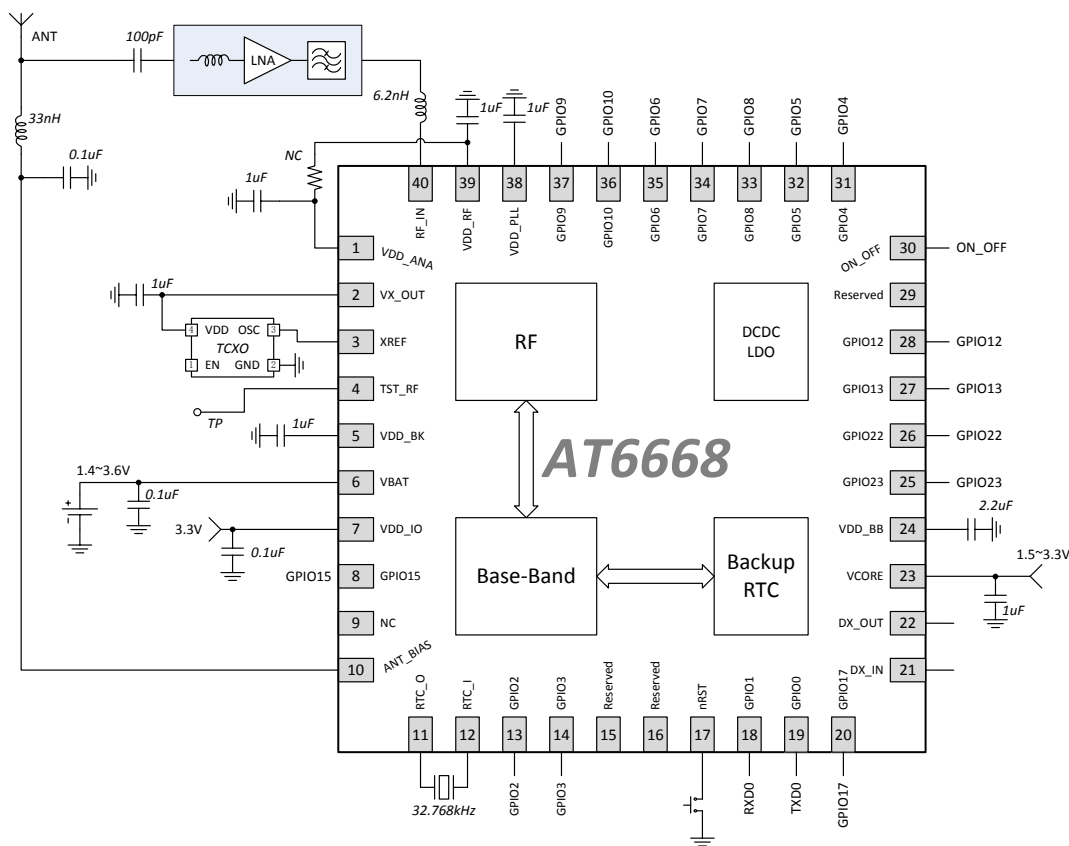 ANT
100pF
LNA
6.2nH
1uF
1uF
GPIO9
GPIO10
GPIO6
GPIO7
GPIO8
GPIO5
GPIO4
33nH
0.1uF
NC
1uF
40
39
38
37
36
35
34
33
32
31
RF_IN
VDD_RF
VDD_PLL
GPIO9
GPIO10
GPIO6
GPIO7
GPIO8
GPIO5
GPIO4
1 VDD_ANA
ON_OFF 30 ON_OFF
1uF
2 VX_OUT
Reserved 29
4 VDD OSC 3
TCXO
1 EN GND 2
3 XREF
RF
DCDC
LDO
GPIO12 28 GPIO12
TP
4 TST_RF
GPIO13 27 GPIO13
1uF
5 VDD_BK
AT6668
GPIO22 26 GPIO22
1.4~3.6V
+
-
0.1uF
6 VBAT
GPIO23 25 GPIO23
3.3V
0.1uF
7 VDD_IO
VDD_BB 24
2.2uF
GPIO15 8 GPIO15
Base-Band
Backup
RTC
VCORE 23
1.5~3.3V
1uF
9 NC
DX_OUT 22
10 ANT_BIAS
DX_IN 21
RTC_O
RTC_I
GPIO2
GPIO3
Reserved
Reserved
nRST
GPIO1
GPIO0
GPIO17
11
12
13
14
15
16
17
18
19
20
32.768kHz
GPIO2
GPIO3
RXD0
TXD0
GPIO17